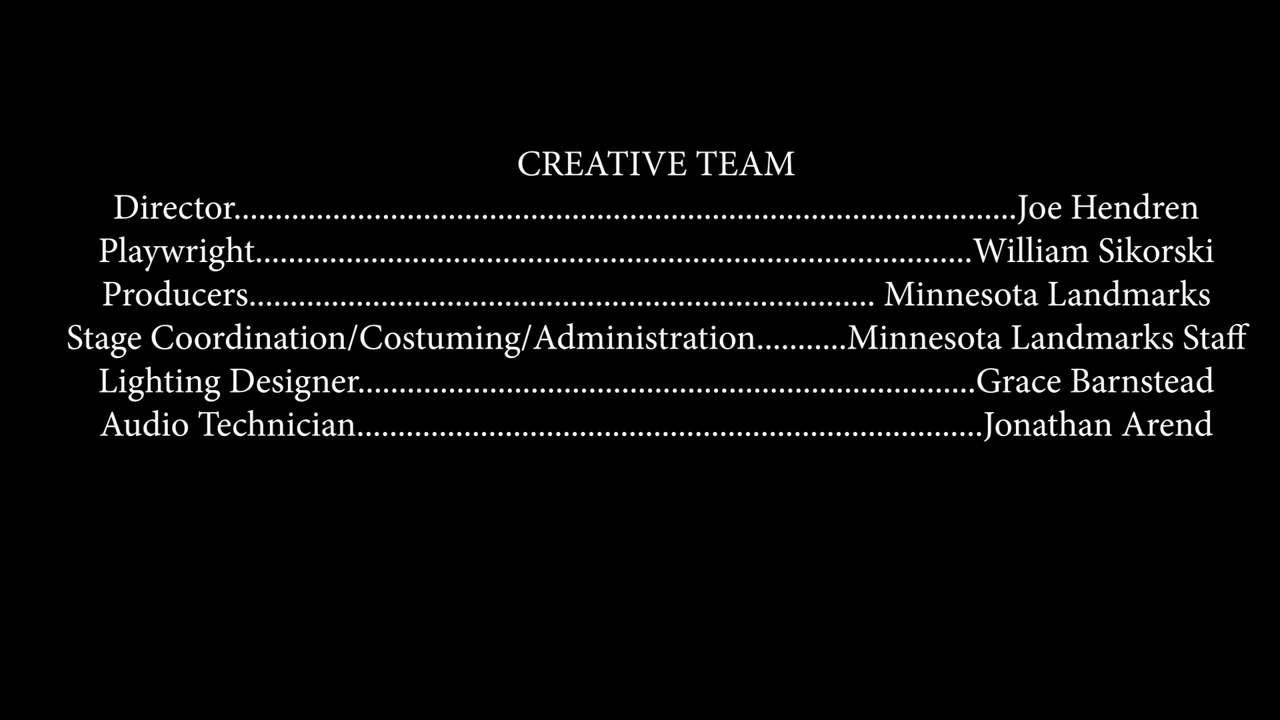 CREATIVE TEAM
Director...............................................................................................Joe Hendren
Playwright.......................................................................................William Sikorski
Producers............................................................................ Minnesota Landmarks
Stage Coordination/Costuming/Administration...........Minnesota Landmarks Staff
Lighting Designer...........................................................................Grace Barnstead
Audio Technician............................................................................Jonathan Arend